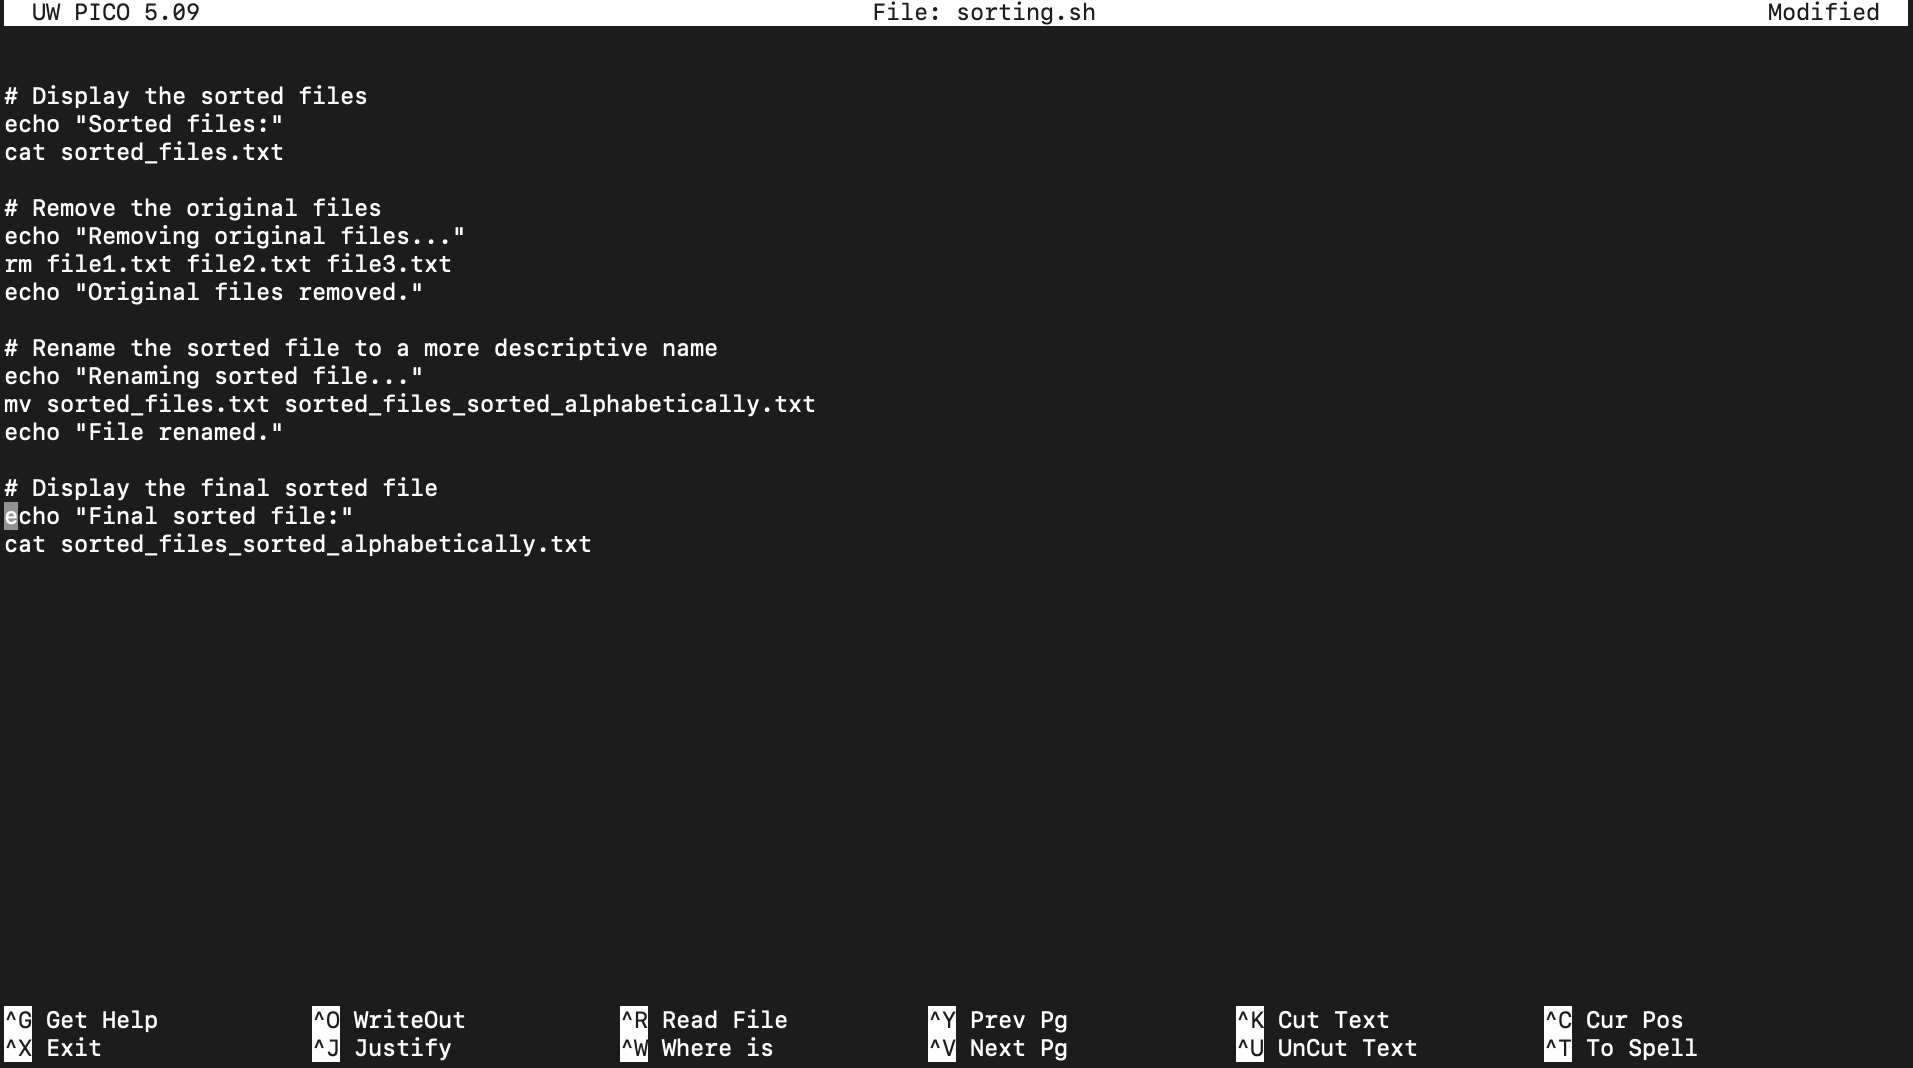 UW PICO 5.09 File: sorting.sh Modified
# Display the sorted files
echo "Sorted files:"
cat sorted_files.txt
# Remove the original files
echo "Removing original files..."
rm file1.txt file2.txt file3.txt
echo "Original files removed."
# Rename the sorted file to a more descriptive name
echo "Renaming sorted file..."
mv sorted_files.txt sorted_files_sorted_alphabetically.txt
echo "File renamed."
# Display the final sorted file
echo "Final sorted file:"
cat sorted_files_sorted_alphabetically.txt
^G Get Help ^O WriteOut ^R Read File ^Y Prev Pg ^K Cut Text ^C Cur Pos
^X Exit ^J Justify ^W Where is ^V Next Pg ^U UnCut Text ^T To Spell